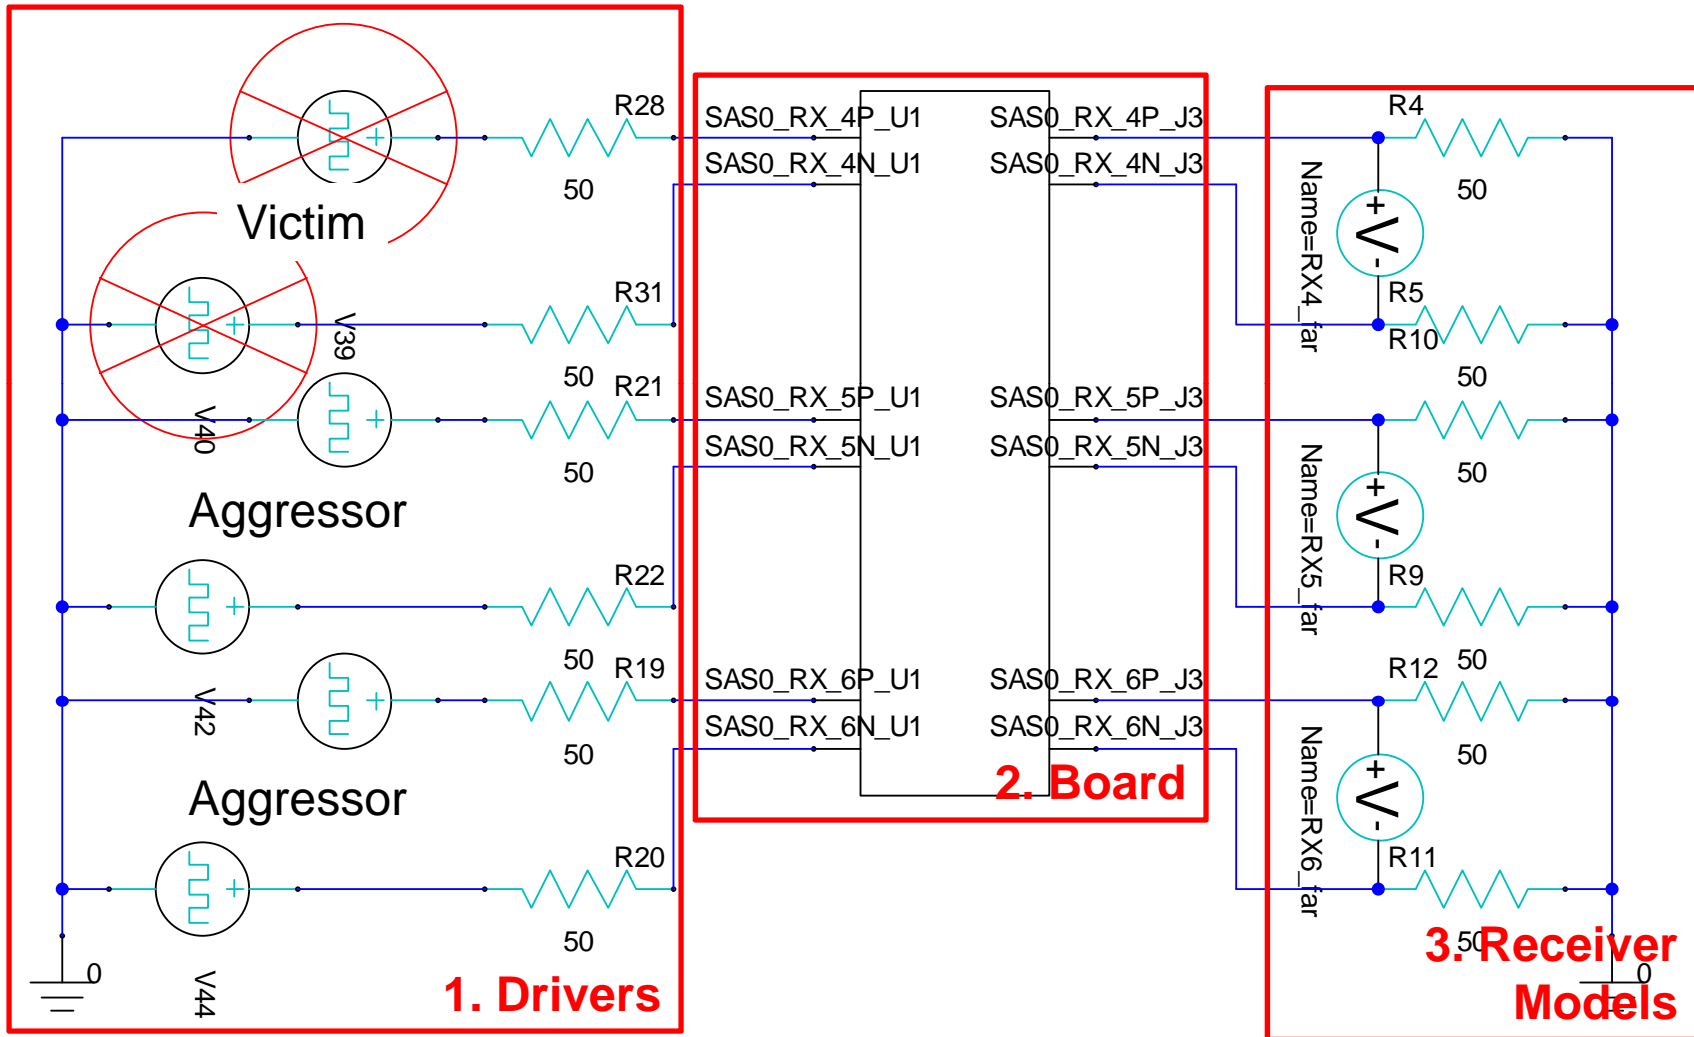 R28
50
Victim
R31
50
V39
V40
R21
50
Aggressor
R22
50
V42
R19
50
Aggressor
R20
50
V44
0
1. Drivers
SAS0_RX_4P_U1
SAS0_RX_4P_J3
SAS0_RX_4N_U1
SAS0_RX_4N_J3
SAS0_RX_5P_U1
SAS0_RX_5P_J3
SAS0_RX_5N_U1
SAS0_RX_5N_J3
SAS0_RX_6P_U1
SAS0_RX_6P_J3
SAS0_RX_6N_U1
SAS0_RX_6N_J3
2. Board
R4
50
Name=RX4_far
+V-
R5
50
R10
50
Name=RX5_far
+V-
R9
50
R12
50
Name=RX6_far
+V-
R11
50
0
3. Receiver
Models